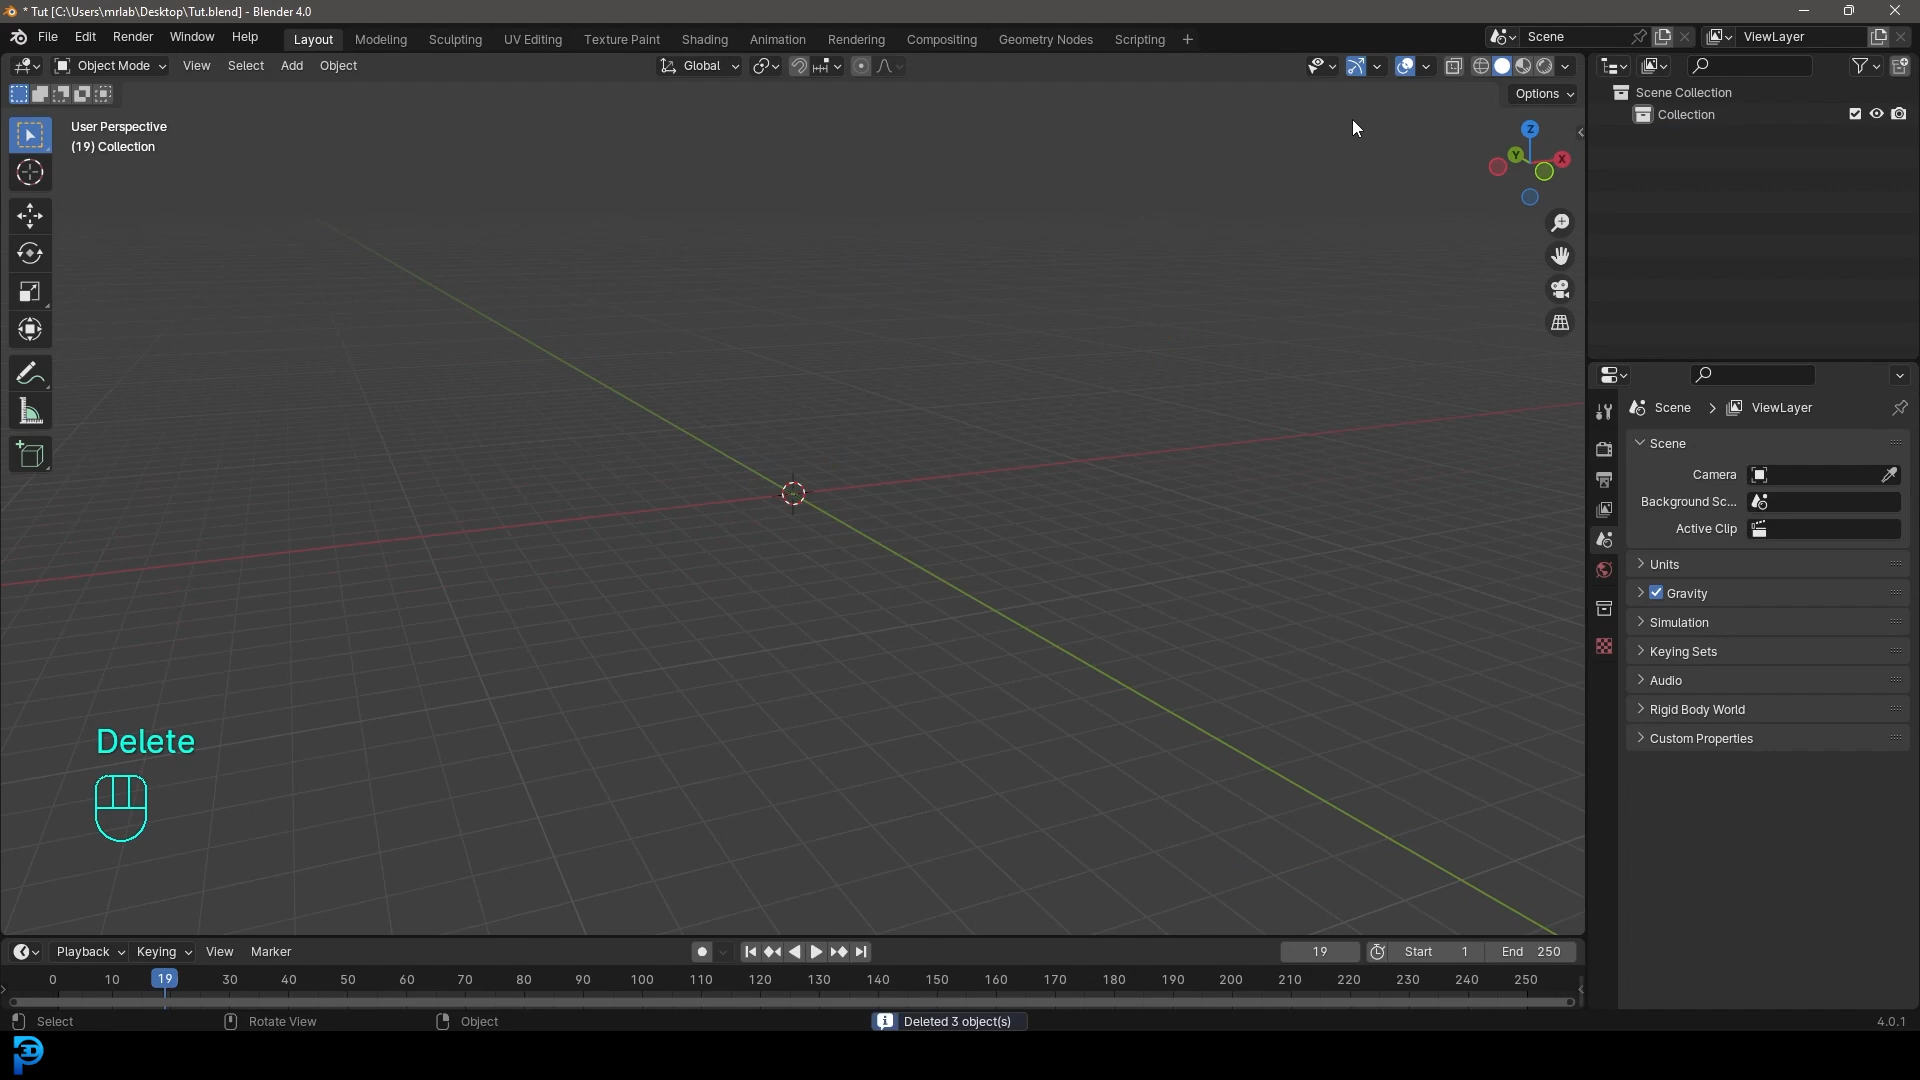 * Tut [C:\Users\mrlab\Desktop\Tut.blend] - Blender 4.0
File Edit Render Window Help Layout Modeling Sculpting UV Editing Texture Paint Shading Animation Rendering Compositing Geometry Nodes Scripting + Scene ViewLayer
Object Mode View Select Add Object Global
Options
User Perspective
(19) Collection
Z
Y
X
Scene Collection
Collection
Scene > ViewLayer
Scene
Camera
Background Sc...
Active Clip
Units
Gravity
Simulation
Keying Sets
Audio
Rigid Body World
Custom Properties
Delete
Playback Keying View Marker 19 Start 1 End 250
0 10 19 30 40 50 60 70 80 90 100 110 120 130 140 150 160 170 180 190 200 210 220 230 240 250
Select Rotate View Object Deleted 3 object(s) 4.0.1
P3D